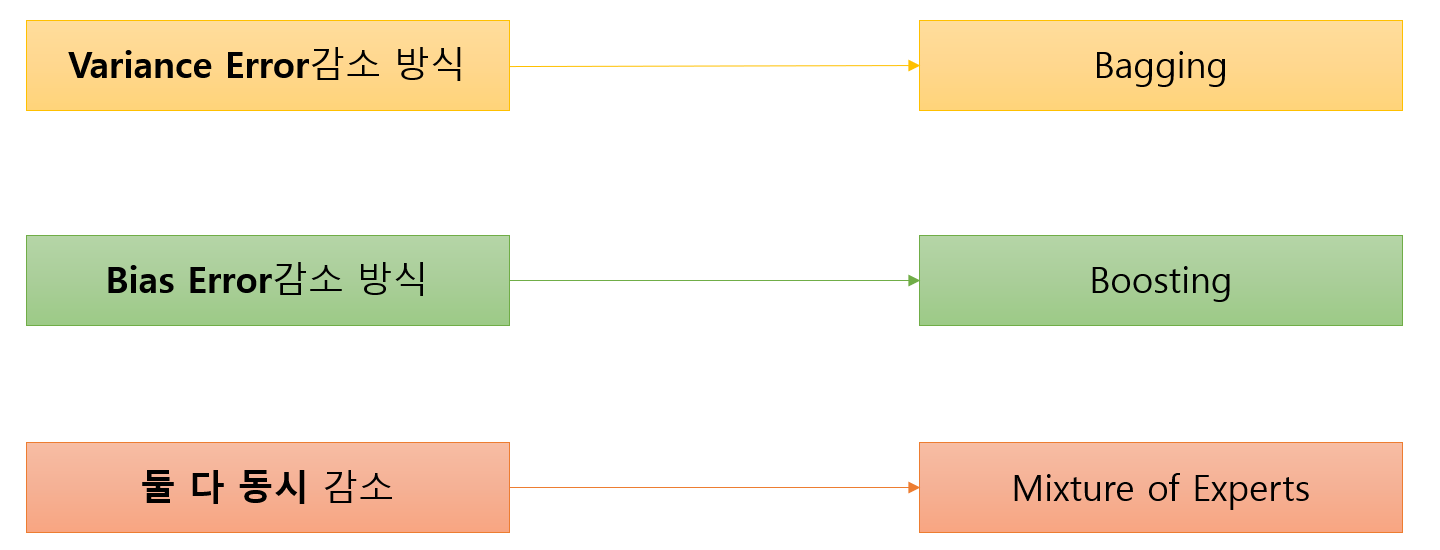 Variance Error감소 방식
Bagging
Bias Error감소 방식
Boosting
둘 다 동시 감소
Mixture of Experts